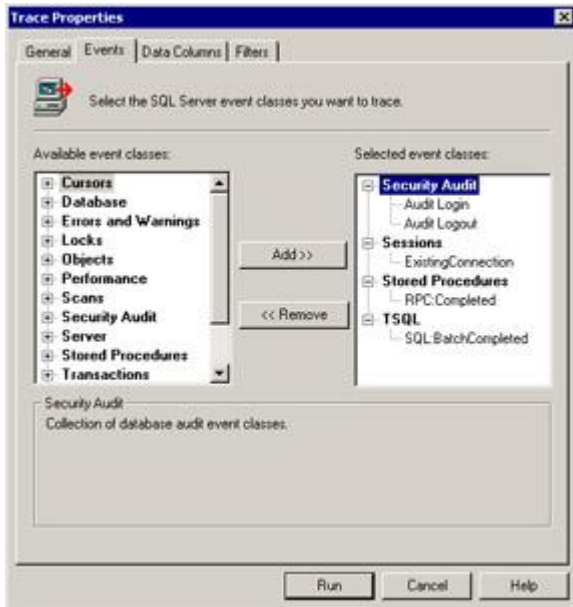 Trace Properties
General Events Data Columns Filters
Select the SQL Server event classes you want to trace.
Available event classes:
Cursors
Database
Errors and Warnings
Locks
Objects
Performance
Scans
Security Audit
Server
Stored Procedures
Transactions
Add >>
<< Remove
Selected event classes:
Security Audit
Audit Login
Audit Logout
Sessions
ExistingConnection
Stored Procedures
RPC:Completed
TSQL
SQL:BatchCompleted
Security Audit
Collection of database audit event classes.
Run Cancel Help